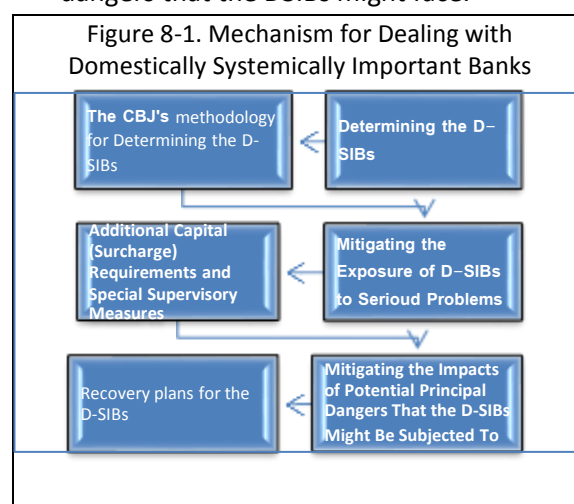 dangers that the DSIBs might face.
Figure 8-1. Mechanism for Dealing with
Domestically Systemically Important Banks
The CBJ's methodology
for Determining the D-
SIBs
Determining the D–
SIBs
Additional Capital
(Surcharge)
Requirements and
Special Supervisory
Measures
Mitigating the
Exposure of D–SIBs
to Serioud Problems
Recovery plans for the
D-SIBs
Mitigating the Impacts
of Potential Principal
Dangers That the D-SIBs
Might Be Subjected To